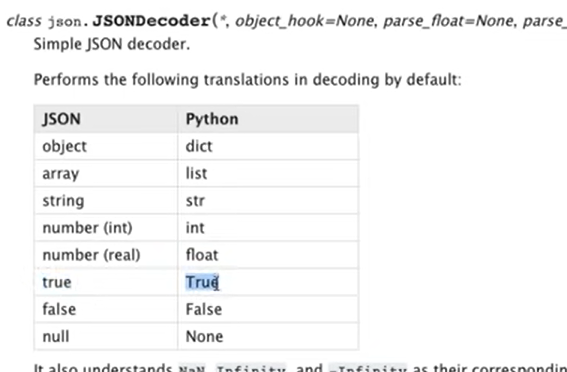 class json.JSONDecoder(*, object_hook=None, parse_float=None, parse_
Simple JSON decoder.
Performs the following translations in decoding by default:
JSON Python
object dict
array list
string str
number (int) int
number (real) float
true True
false False
null None
It also understands NaN, Infinity, and -Infinity as their correspondin